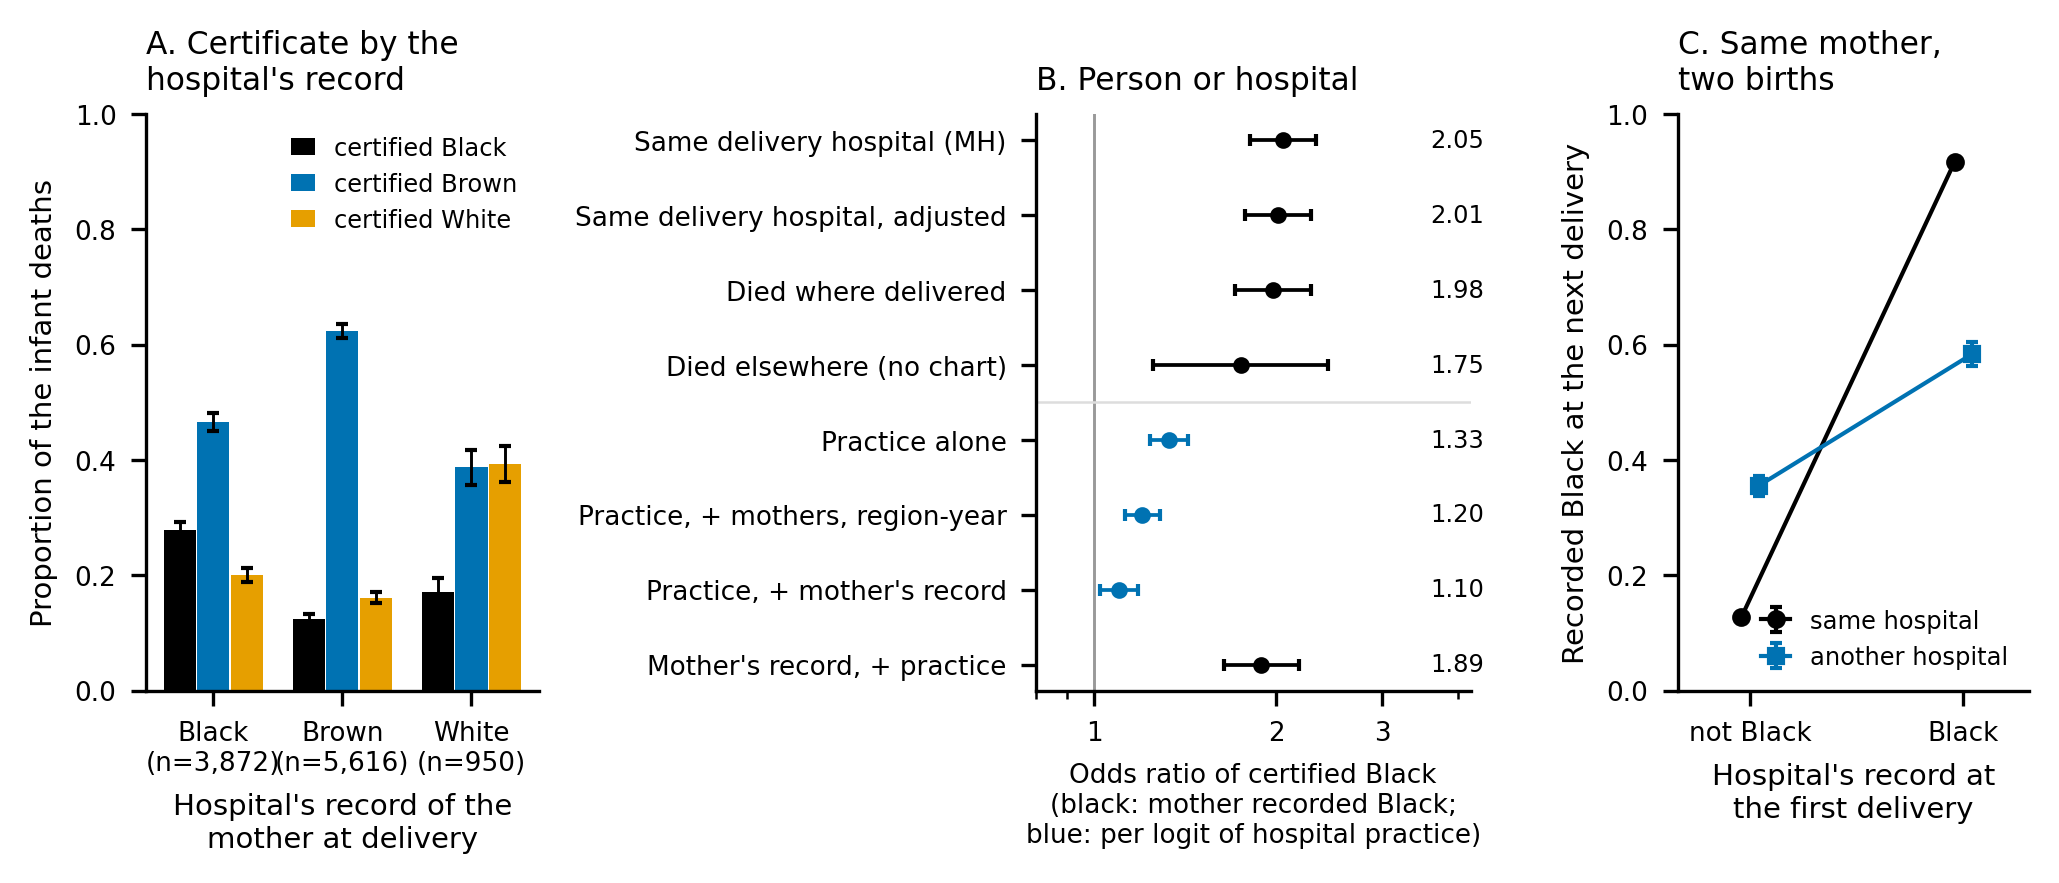 A. Certificate by the
hospital's record
Proportion of the infant deaths
1.0
0.8
0.6
0.4
0.2
0.0
certified Black
certified Brown
certified White
Black
(n=3,872)
Brown
(n=5,616)
White
(n=950)
Hospital's record of the
mother at delivery
B. Person or hospital
Same delivery hospital (MH)
2.05
Same delivery hospital, adjusted
2.01
Died where delivered
1.98
Died elsewhere (no chart)
1.75
Practice alone
1.33
Practice, + mothers, region-year
1.20
Practice, + mother's record
1.10
Mother's record, + practice
1.89
1
2
3
Odds ratio of certified Black
(black: mother recorded Black;
blue: per logit of hospital practice)
C. Same mother,
two births
Recorded Black at the next delivery
1.0
0.8
0.6
0.4
0.2
0.0
same hospital
another hospital
not Black
Black
Hospital's record at
the first delivery